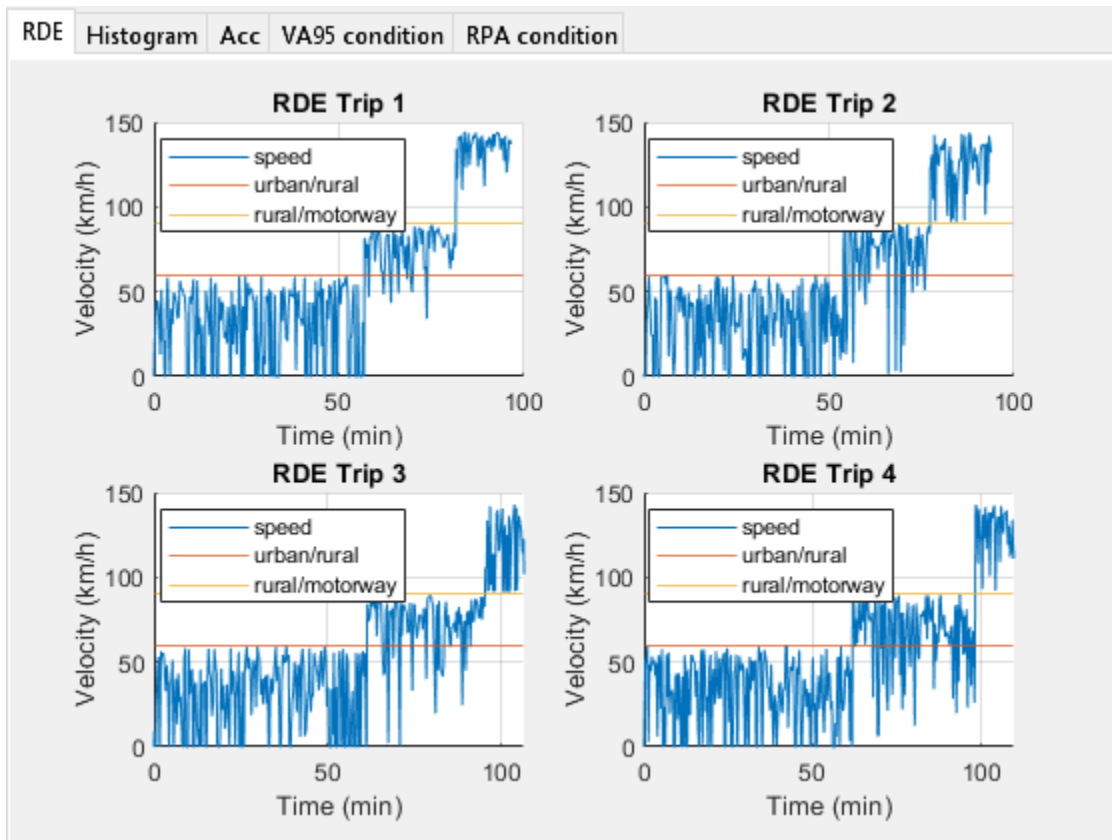 RDE Histogram Acc VA95 condition RPA condition
RDE Trip 1
150
100
50
0
Velocity (km/h)
speed
urban/rural
rural/motorway
0 50 100
Time (min)
RDE Trip 2
150
100
50
0
Velocity (km/h)
speed
urban/rural
rural/motorway
0 50 100
Time (min)
RDE Trip 3
150
100
50
0
Velocity (km/h)
speed
urban/rural
rural/motorway
0 50 100
Time (min)
RDE Trip 4
150
100
50
0
Velocity (km/h)
speed
urban/rural
rural/motorway
0 50 100
Time (min)